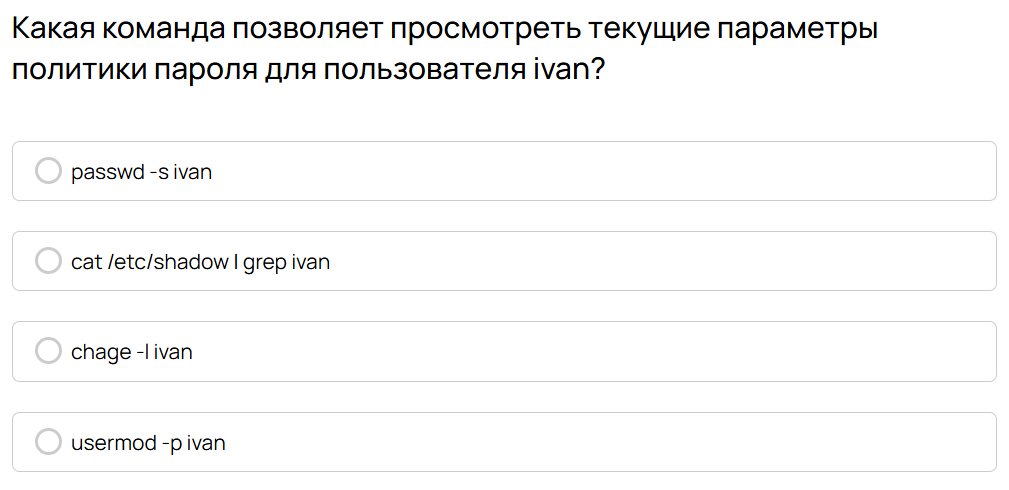 Какая команда позволяет просмотреть текущие параметры
политики пароля для пользователя ivan?
passwd -s ivan
cat /etc/shadow | grep ivan
chage -l ivan
usermod -p ivan